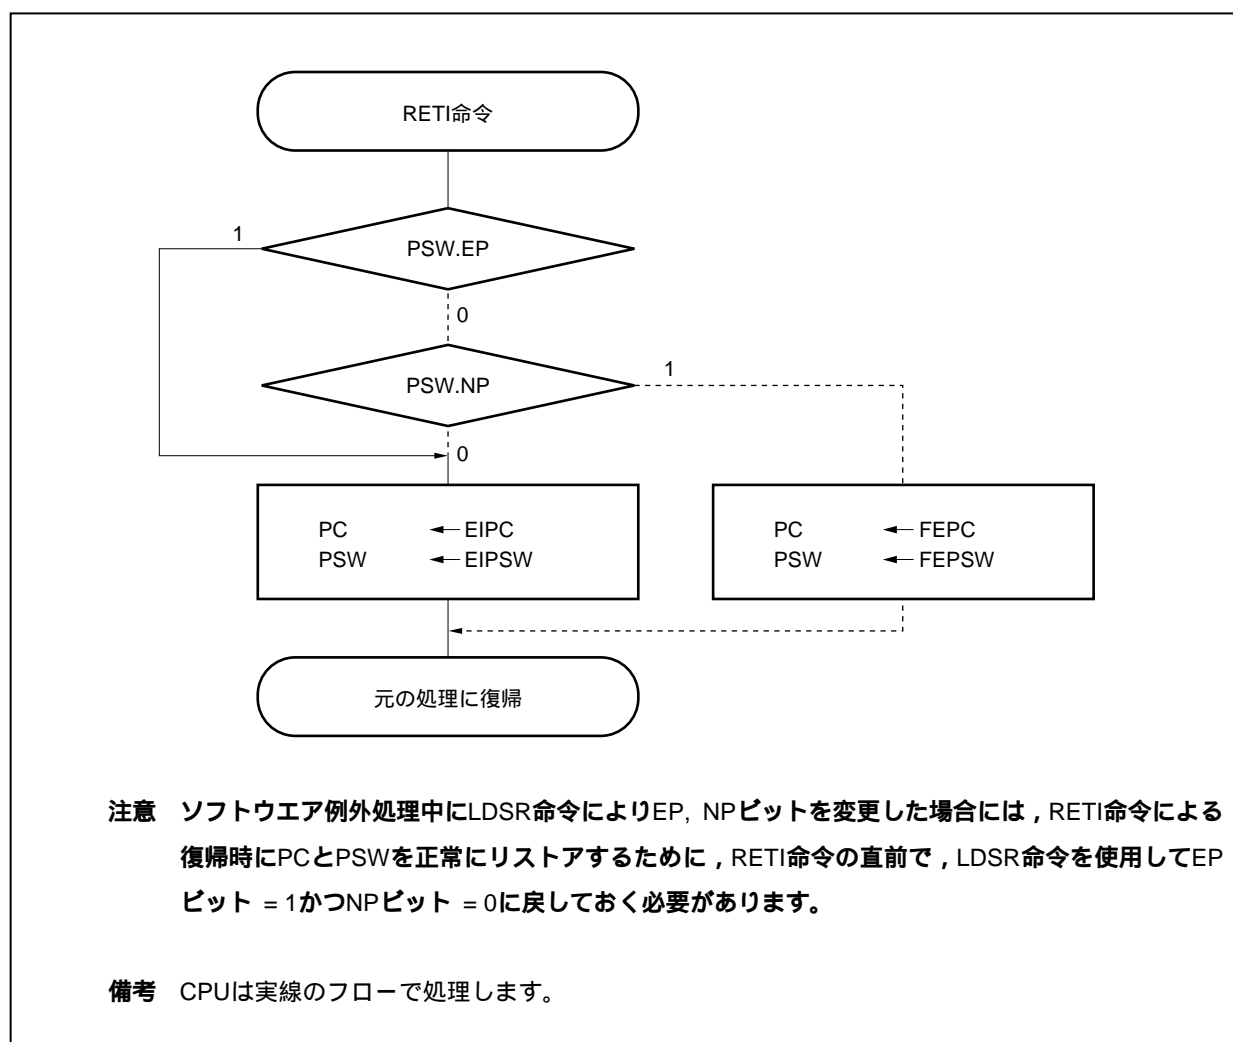 RETI命令
PSW.EP
1
0
PSW.NP
1
0
PC ← EIPC
PSW ← EIPSW
PC ← FEPC
PSW ← FEPSW
元の処理に復帰
注意 ソフトウエア例外処理中にLDSR命令によりEP, NPビットを変更した場合には，RETI命令による
復帰時にPCとPSWを正常にリストアするために，RETI命令の直前で，LDSR命令を使用してEP
ビット = 1かつNPビット = 0に戻しておく必要があります。
備考 CPUは実線のフローで処理します。